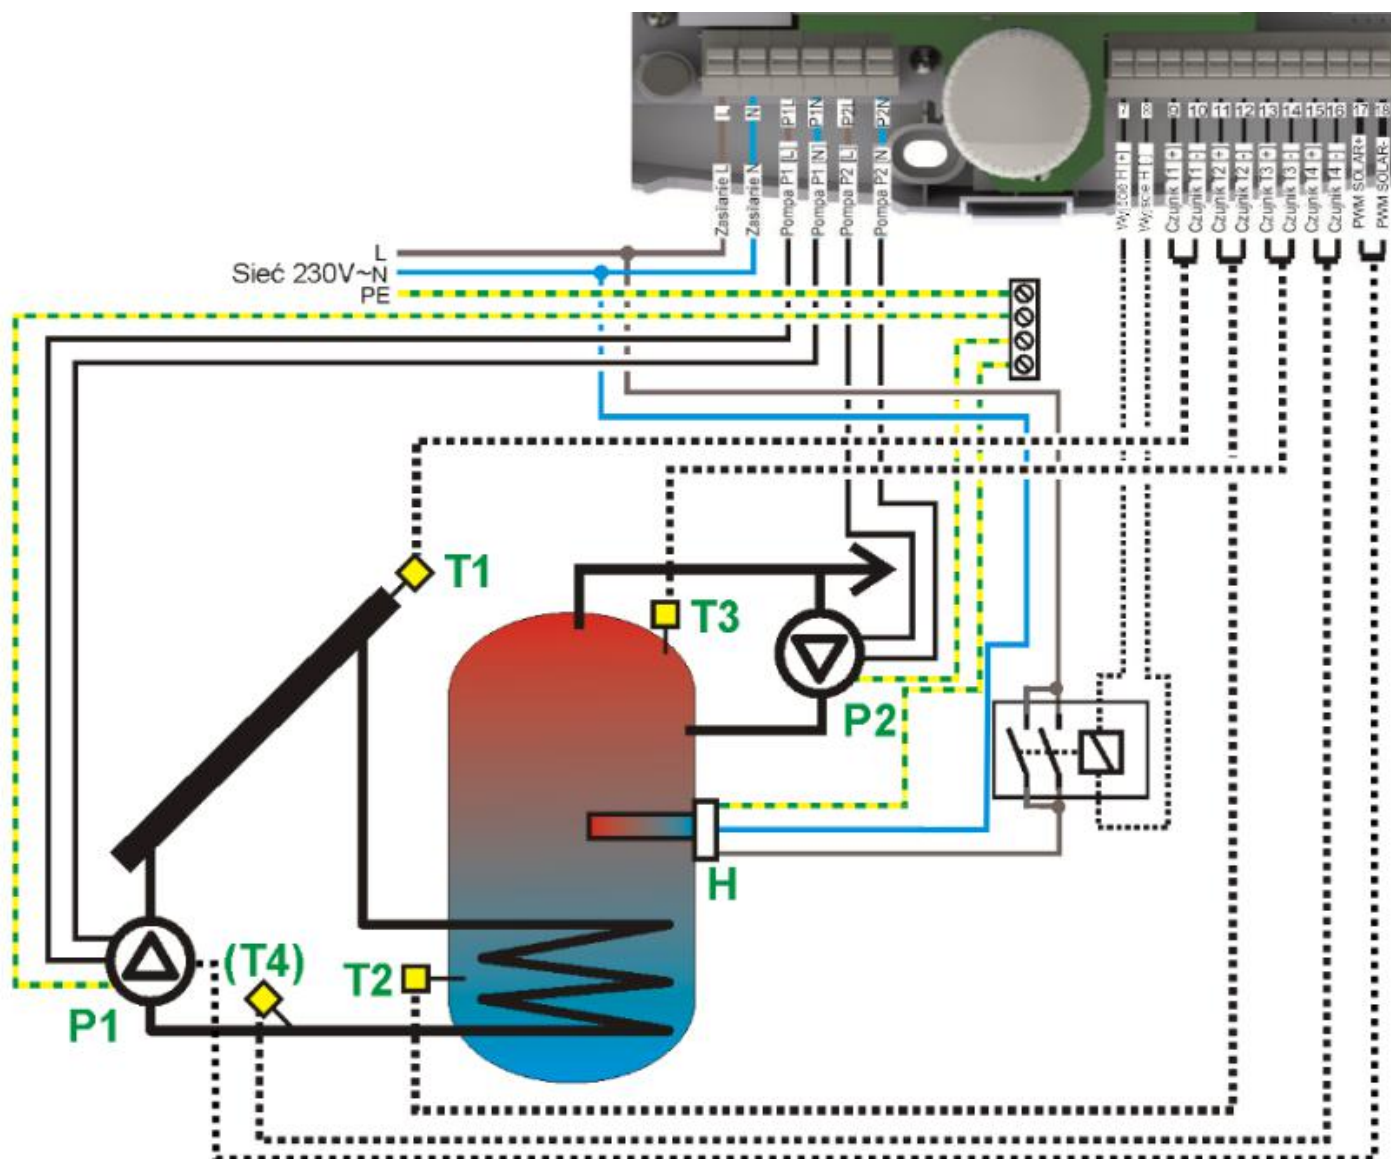 L
N
P1L
P1N
P2L
P2N
7
8
9
10
11
12
13
14
15
16
17
18
Zasilanie L
Zasilanie N
Pompa P1 [L]
Pompa P1 [N]
Pompa P2 [L]
Pompa P2 [N]
Wyjście H [+]
Wyjście H [-]
Czujnik T1 [+]
Czujnik T1 [-]
Czujnik T2 [+]
Czujnik T2 [-]
Czujnik T3 [+]
Czujnik T3 [-]
Czujnik T4 [+]
Czujnik T4 [-]
PWM SOLAR+
PWM SOLAR-
L
Sieć 230V~N
PE
T1
T3
P2
H
(T4)
T2
P1